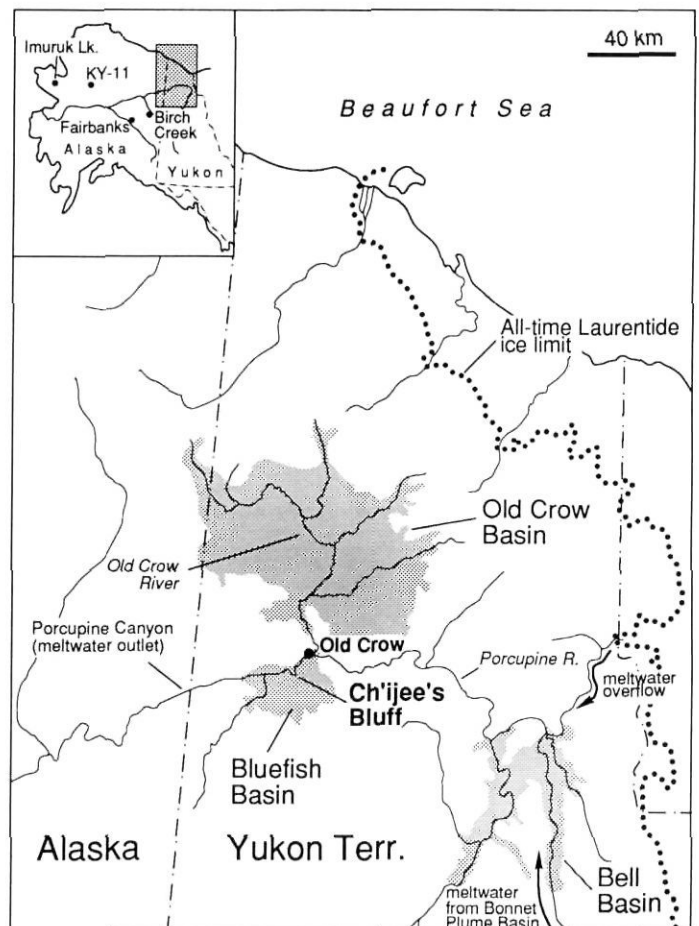 Imuruk Lk.
KY-11
Fairbanks
Birch
Creek
Alaska
Yukon
40 km
Beaufort Sea
All-time Laurentide
ice limit
Old Crow
Basin
Old Crow
River
Porcupine Canyon
(meltwater outlet)
Old Crow
Porcupine R.
meltwater
overflow
Ch'ijee's
Bluff
Bluefish
Basin
Alaska
Yukon Terr.
Bell
Basin
meltwater
from Bonnet
Plume Basin